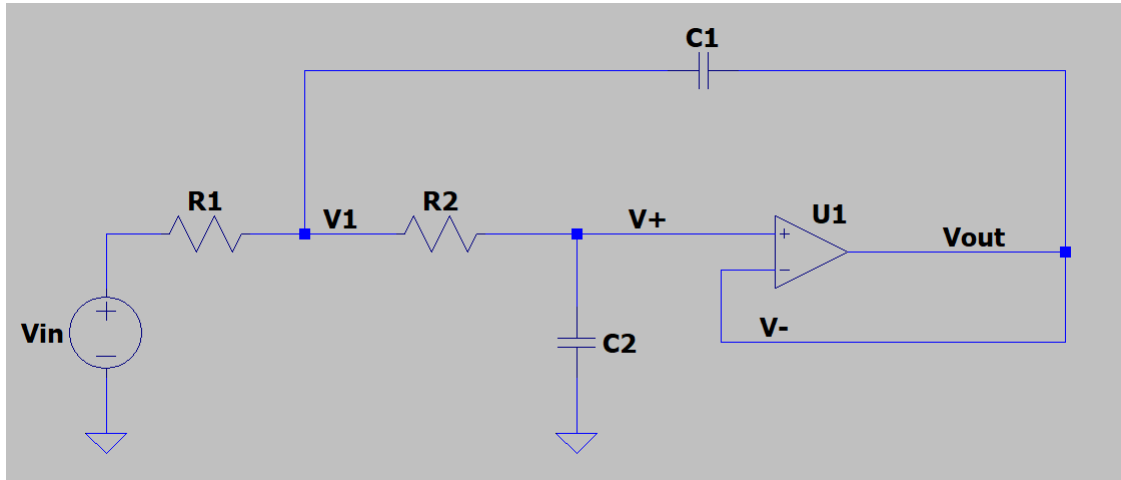 C1
R1
V1
R2
V+
U1
Vout
Vin
+
−
+
−
V-
C2